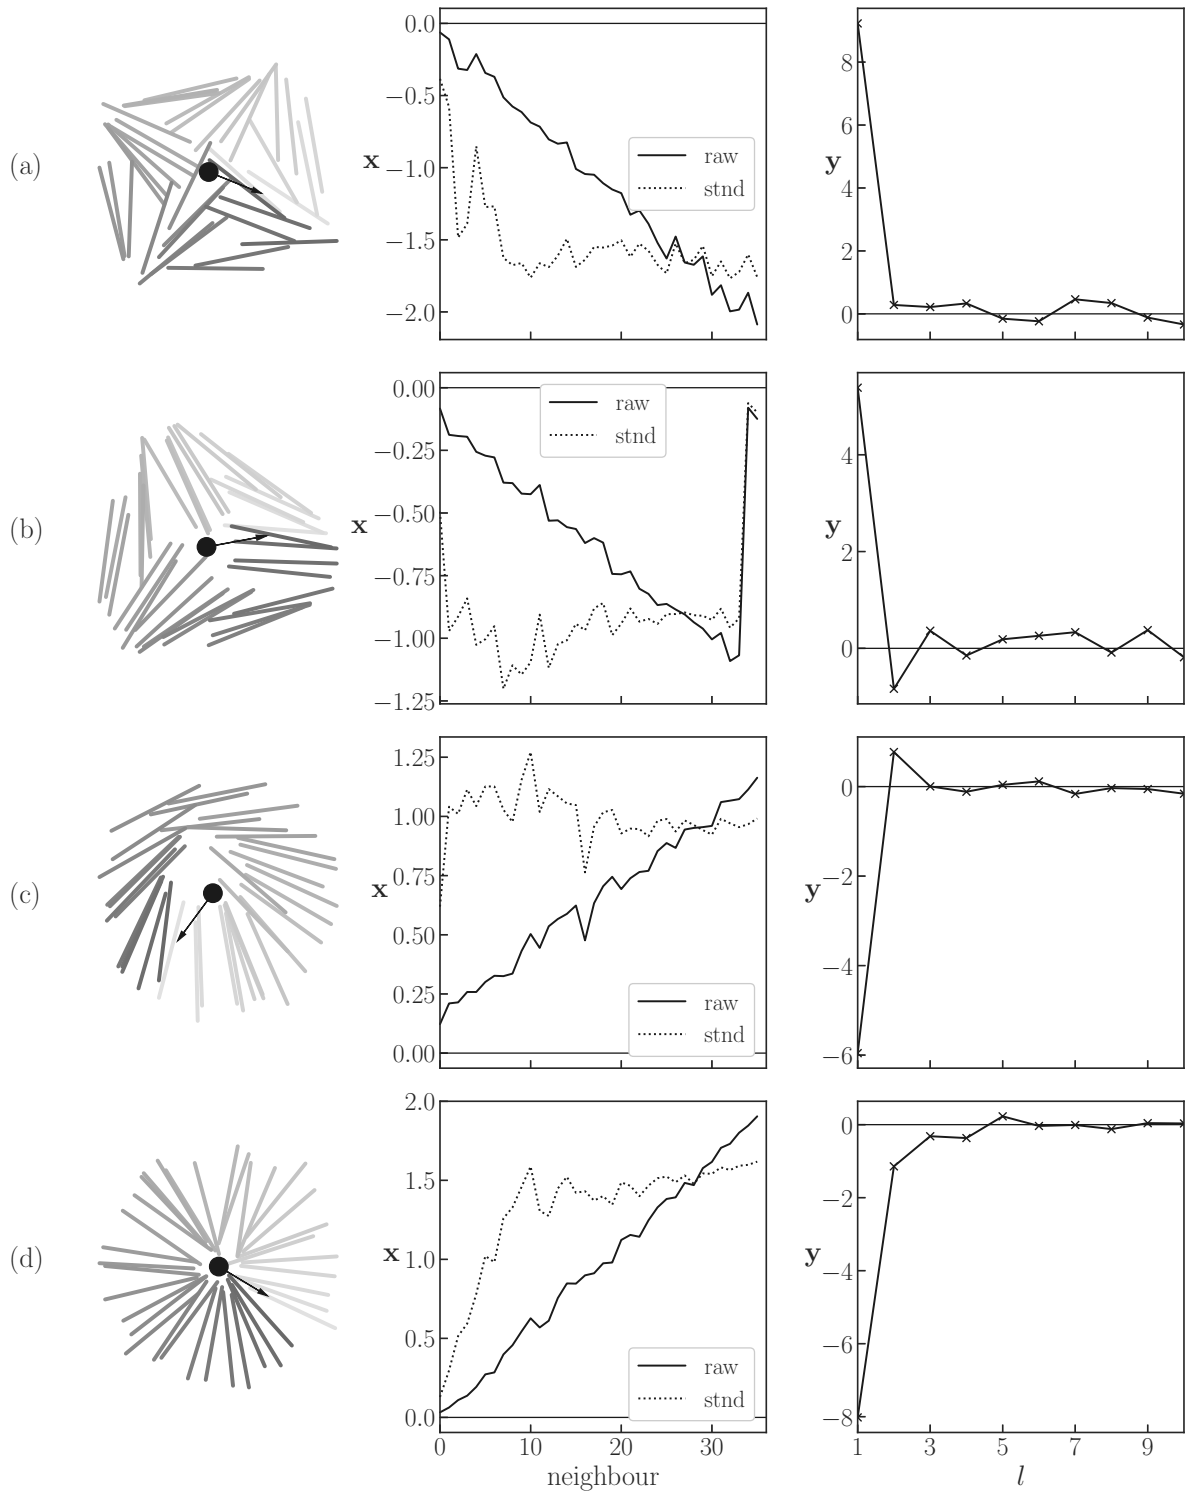 (a)
x
0.0
−0.5
−1.0
−1.5
−2.0
raw
stnd
y
8
6
4
2
0
(b)
x
0.00
−0.25
−0.50
−0.75
−1.00
−1.25
raw
stnd
y
4
2
0
(c)
x
1.25
1.00
0.75
0.50
0.25
0.00
raw
stnd
y
0
−2
−4
−6
(d)
x
2.0
1.5
1.0
0.5
0.0
raw
stnd
0 10 20 30
neighbour
y
0
−2
−4
−6
−8
1 3 5 7 9
l